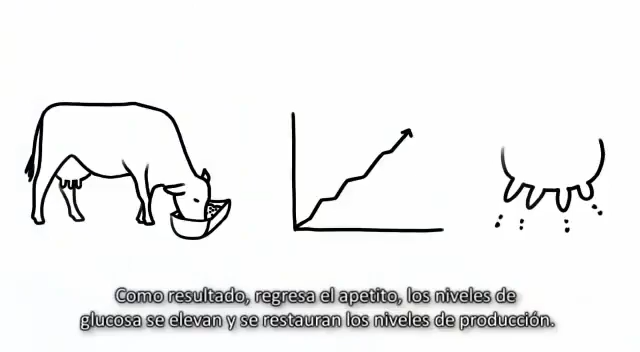 Como resultado, regresa el apetito, los niveles de
glucosa se elevan y se restauran los niveles de producción.